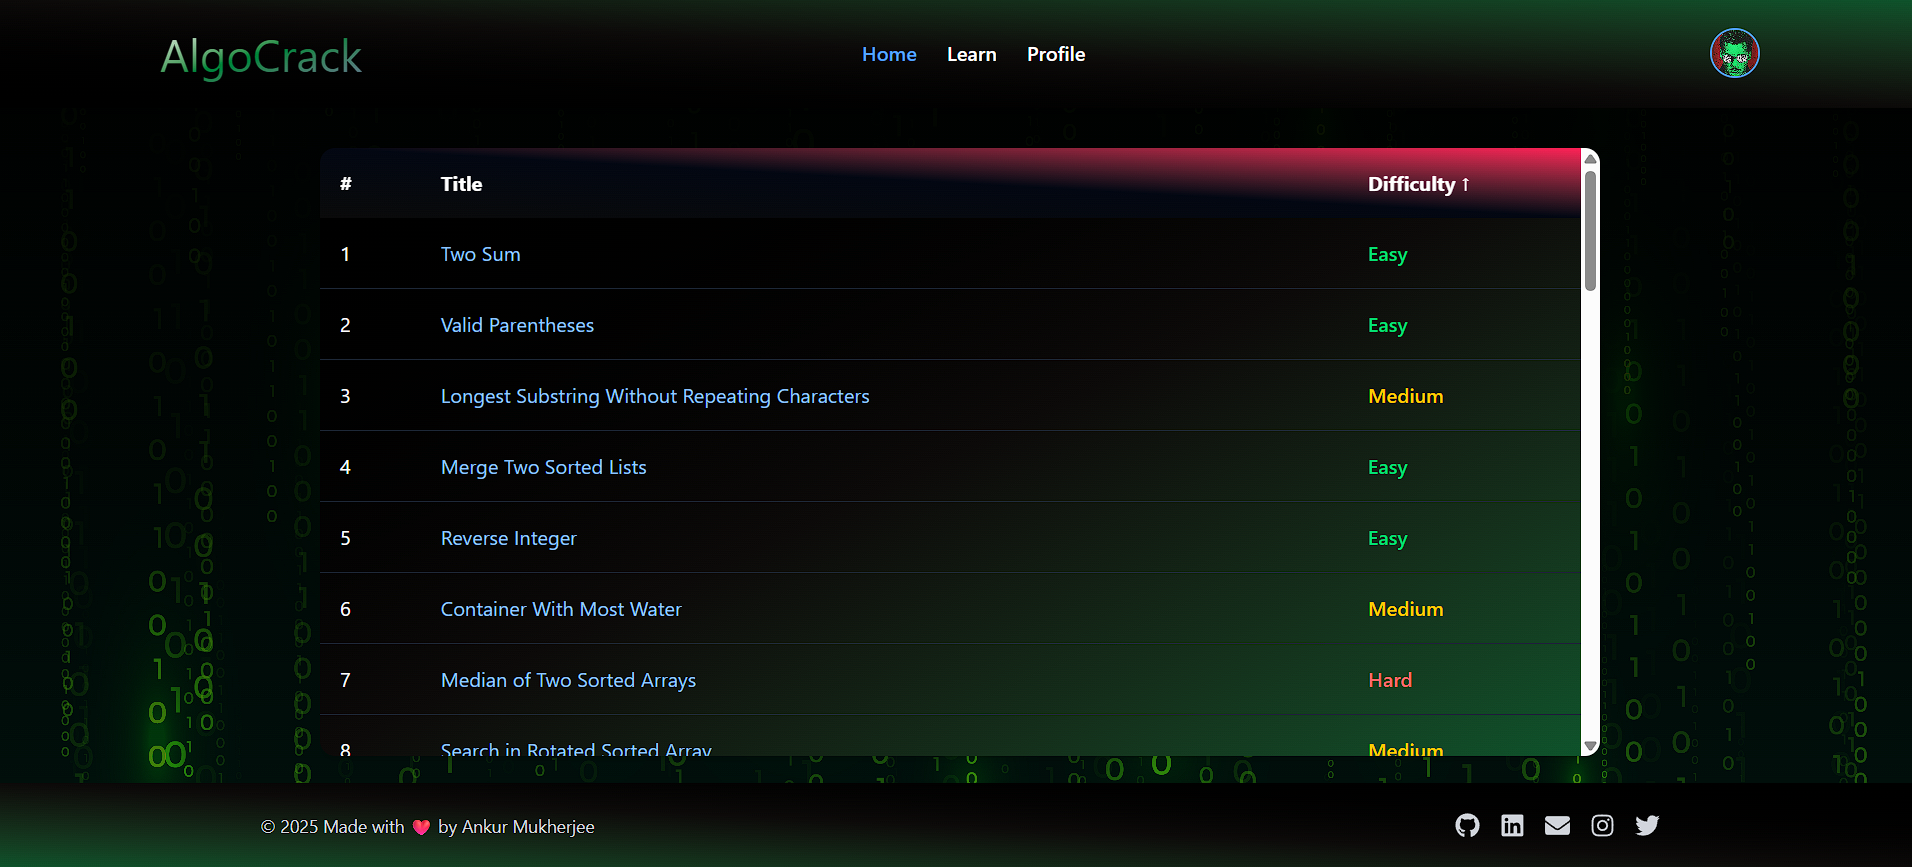 AlgoCrack
Home Learn Profile
# Title Difficulty ↑
1 Two Sum Easy
2 Valid Parentheses Easy
3 Longest Substring Without Repeating Characters Medium
4 Merge Two Sorted Lists Easy
5 Reverse Integer Easy
6 Container With Most Water Medium
7 Median of Two Sorted Arrays Hard
8 Search in Rotated Sorted Array Medium
© 2025 Made with ❤️ by Ankur Mukherjee